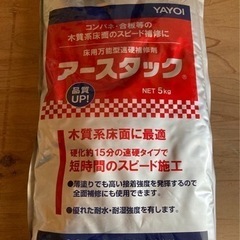 YAYOI
コンパネ・合板等の
木質系床面のスピード補修に
床用万能型速硬補修剤
アースタック®
NET 5kg
品質
UP!
木質系床面に最適
硬化約15分の速硬タイプで
短時間のスピード施工
●薄塗りでも高い接着強度を発揮するので
全面補修にも使用できます。
●優れた耐水・耐湿強度を有します。